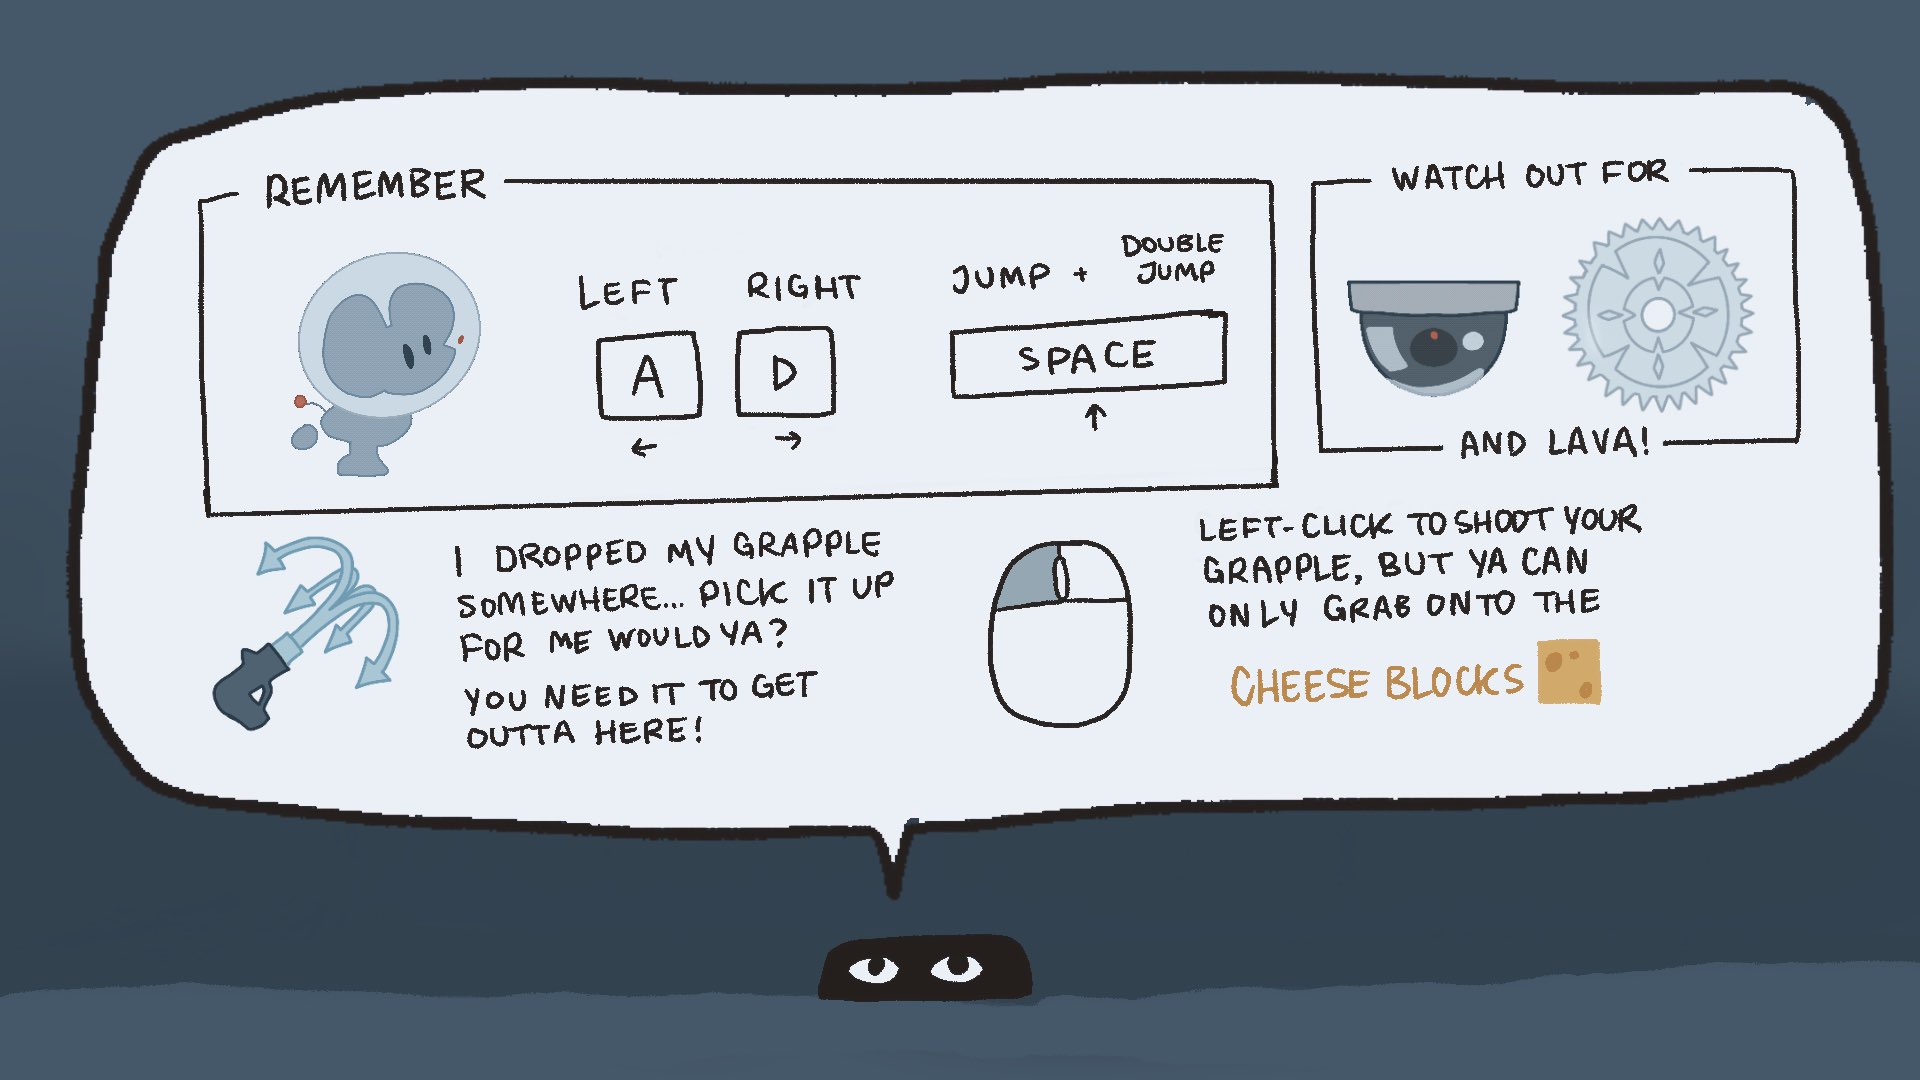 REMEMBER
LEFT
RIGHT
JUMP + DOUBLE JUMP
A
D
SPACE
WATCH OUT FOR
AND LAVA!
I DROPPED MY GRAPPLE
SOMEWHERE... PICK IT UP
FOR ME WOULD YA?
YOU NEED IT TO GET
OUTTA HERE!
LEFT-CLICK TO SHOOT YOUR
GRAPPLE, BUT YA CAN
ONLY GRAB ONTO THE
CHEESE BLOCKS